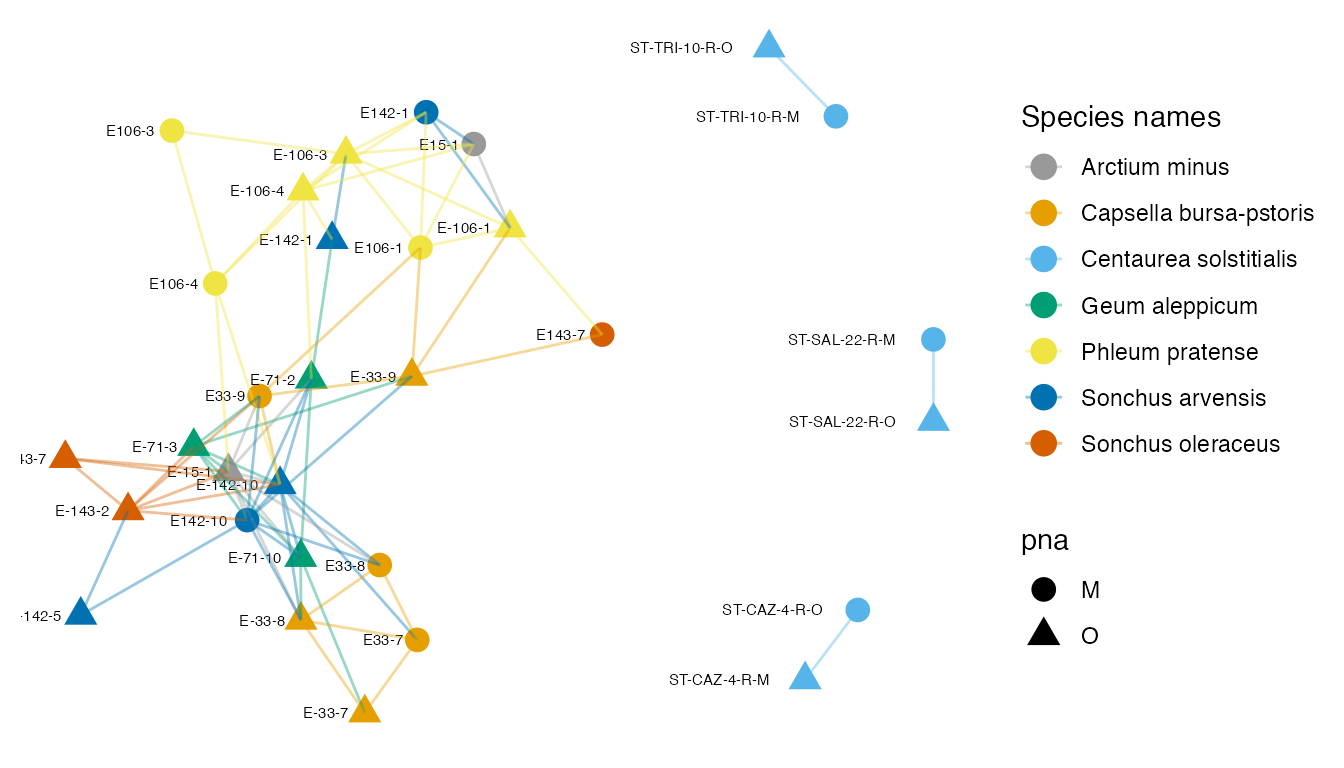 ST-TRI-10-R-O
ST-TRI-10-R-M
E106-3
E142-1
E15-1
E-106-3
E-106-4
E-106-1
E-142-1
E106-1
E106-4
E143-7
ST-SAL-22-R-M
E-71-2
E-33-9
E33-9
ST-SAL-22-R-O
E-71-3
43-7
E-15-1
E-142-10
E-143-2
E142-10
E-71-10
E33-8
-142-5
E-33-8
E33-7
ST-CAZ-4-R-O
ST-CAZ-4-R-M
E-33-7
Species names
Arctium minus
Capsella bursa-pstoris
Centaurea solstitialis
Geum aleppicum
Phleum pratense
Sonchus arvensis
Sonchus oleraceus
pna
M
O